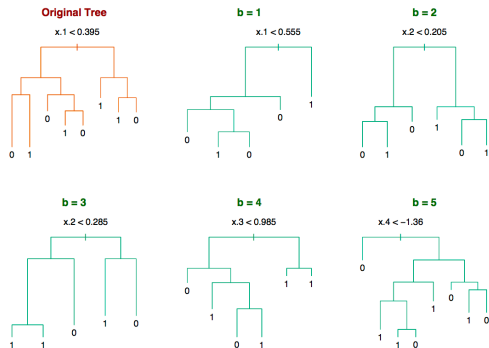 Original Tree
b = 1
b = 2
x.1 < 0.395
x.1 < 0.555
x.2 < 0.205
0 1
0
1 0
1
1 0
0
1 0
0
1
0 1
0
1
0 1
b = 3
b = 4
b = 5
x.2 < 0.285
x.3 < 0.985
x.4 < −1.36
1 1
0
1
0
0
1
0 1
1 1
0
1
1 0
1
0
1 0